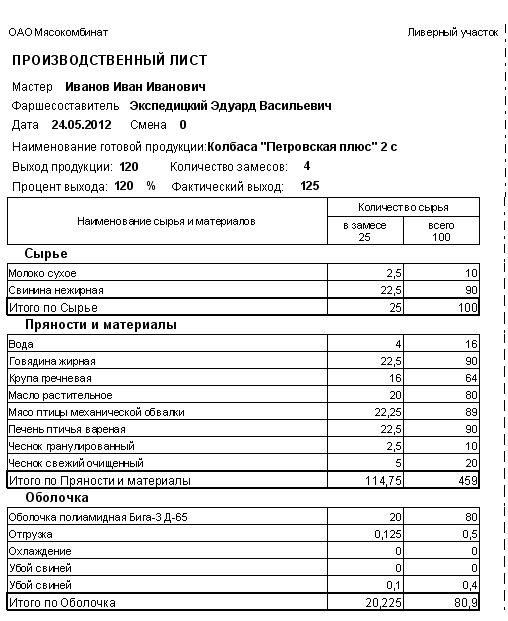 ОАО Мясокомбинат Ливерный участок
ПРОИЗВОДСТВЕННЫЙ ЛИСТ
Мастер Иванов Иван Иванович
Фаршесоставитель Экспедицкий Эдуард Васильевич
Дата 24.05.2012 Смена 0
Наименование готовой продукции:Колбаса "Петровская плюс" 2 с
Выход продукции: 120 Количество замесов: 4
Процент выхода: 120 % Фактический выход: 125
Наименование сырья и материалов Количество сырья
в замесе всего
25 100
Сырье
Молоко сухое 2,5 10
Свинина нежирная 22,5 90
Итого по Сырье 25 100
Пряности и материалы
Вода 4 16
Говядина жирная 22,5 90
Крупа гречневая 16 64
Масло растительное 20 80
Мясо птицы механической обвалки 22,25 89
Печень птичья вареная 22,5 90
Чеснок гранулированный 2,5 10
Чеснок свежий очищенный 5 20
Итого по Пряности и материалы 114,75 459
Оболочка
Оболочка полиамидная Бига-3 Д-65 20 80
Отгрузка 0,125 0,5
Охлаждение 0 0
Убой свиней 0 0
Убой свиней 0,1 0,4
Итого по Оболочка 20,225 80,9